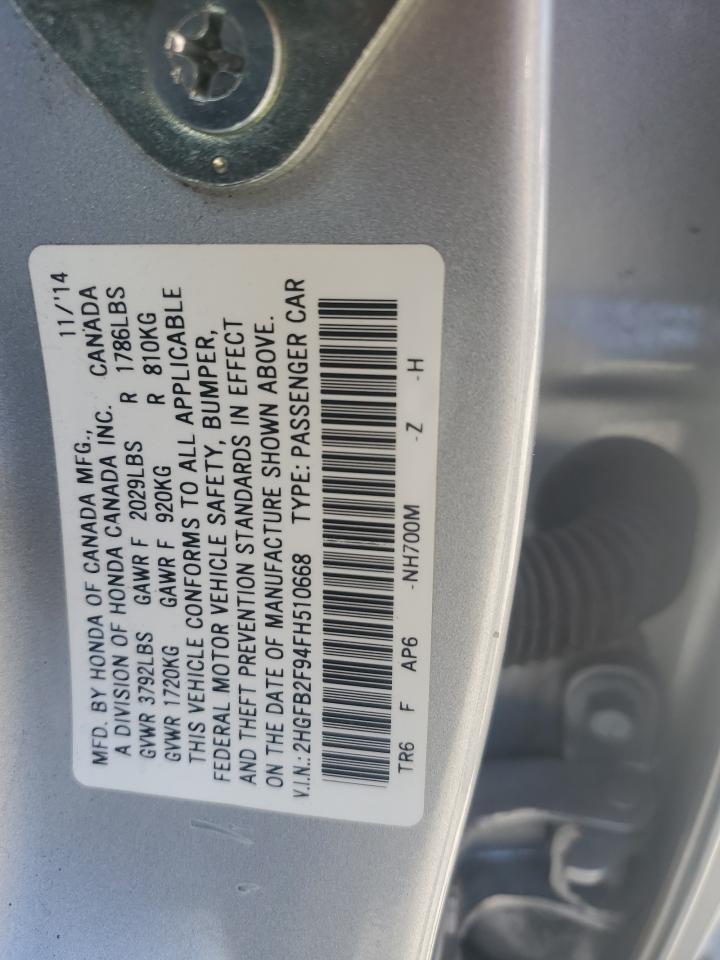 MFD. BY HONDA OF CANADA MFG., 11/'14
A DIVISION OF HONDA CANADA INC. CANADA
GVWR 3792LBS GAWR F 2029LBS R 1786LBS
GVWR 1720KG GAWR F 920KG R 810KG
THIS VEHICLE CONFORMS TO ALL APPLICABLE
FEDERAL MOTOR VEHICLE SAFETY, BUMPER,
AND THEFT PREVENTION STANDARDS IN EFFECT
ON THE DATE OF MANUFACTURE SHOWN ABOVE.
V.I.N.: 2HGFB2F94FH510668 TYPE: PASSENGER CAR
TR6 F AP6 -NH700M -Z -H